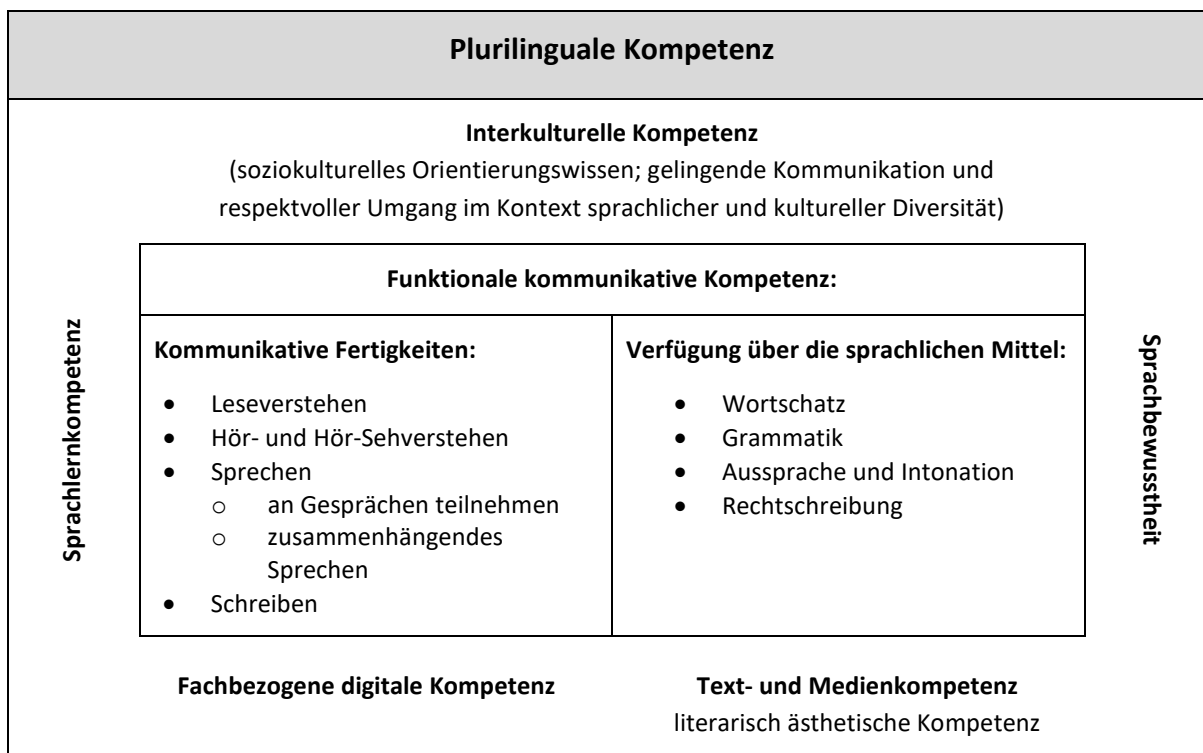 Plurilinguale Kompetenz
Interkulturelle Kompetenz
(soziokulturelles Orientierungswissen; gelingende Kommunikation und
respektvoller Umgang im Kontext sprachlicher und kultureller Diversität)
Sprachlernkompetenz
Funktionale kommunikative Kompetenz:
Kommunikative Fertigkeiten:
• Leseverstehen
• Hör- und Hör-Sehverstehen
• Sprechen
o an Gesprächen teilnehmen
o zusammenhängendes
Sprechen
• Schreiben
Verfügung über die sprachlichen Mittel:
• Wortschatz
• Grammatik
• Aussprache und Intonation
• Rechtschreibung
Sprachbewusstheit
Fachbezogene digitale Kompetenz
Text- und Medienkompetenz
literarisch ästhetische Kompetenz